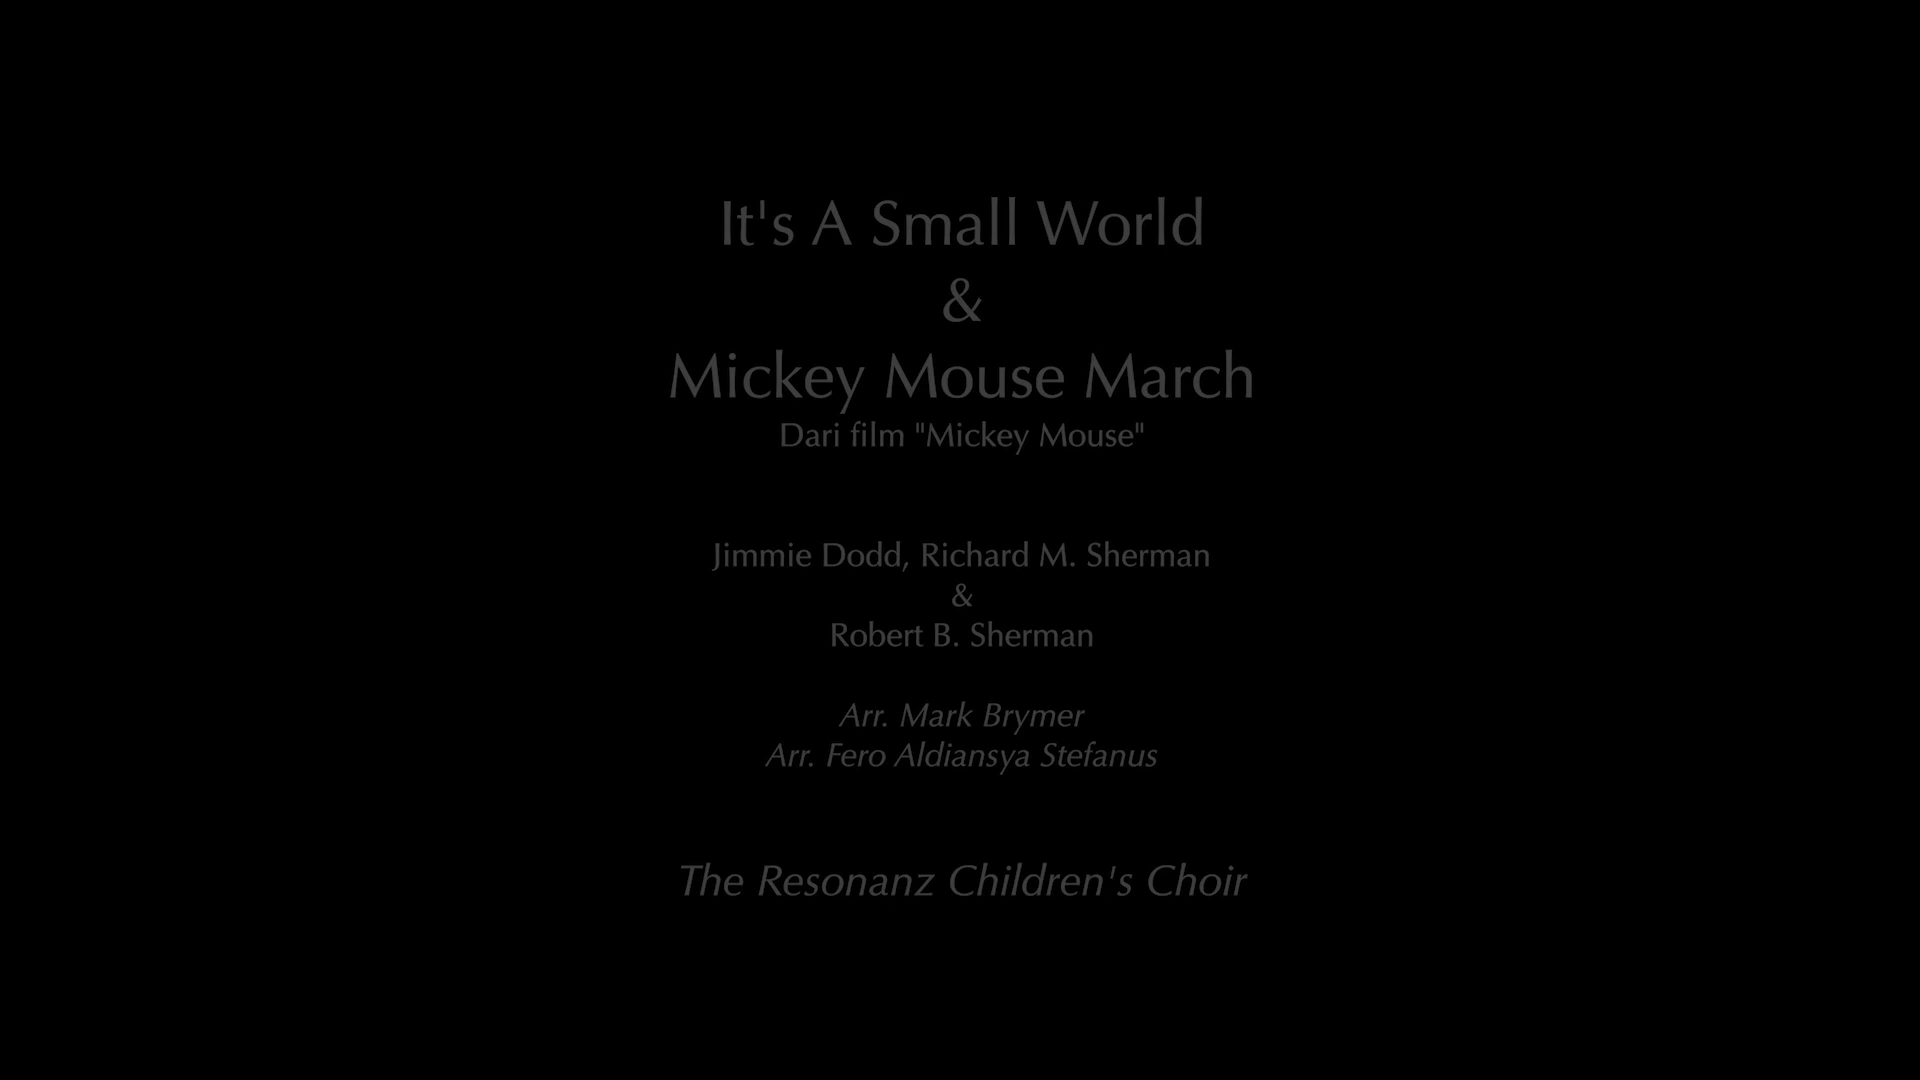 It's A Small World
&
Mickey Mouse March
Dari film "Mickey Mouse"
Jimmie Dodd, Richard M. Sherman
&
Robert B. Sherman
Arr. Mark Brymer
Arr. Fero Aldiansya Stefanus
The Resonanz Children's Choir